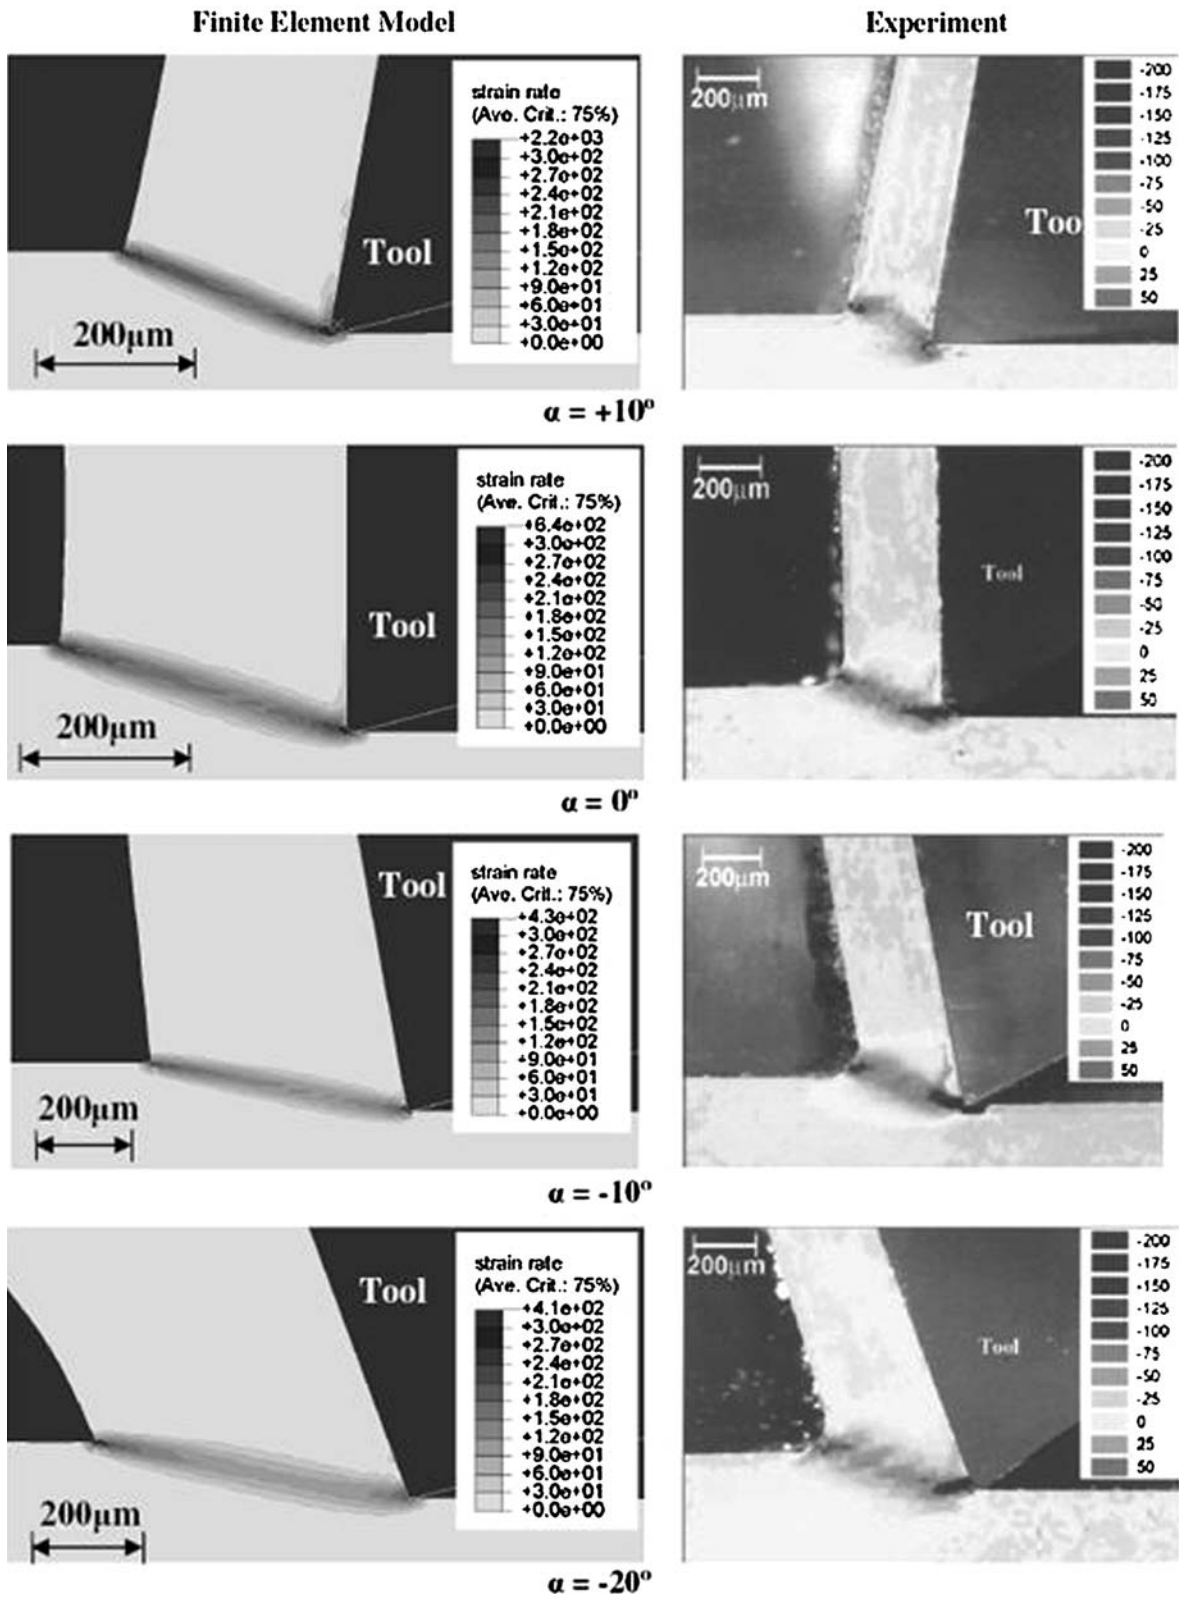 Finite Element Model
Experiment
strain rate
(Ave. Crit.: 75%)
+2.2e+03
+3.0e+02
+2.7e+02
+2.4e+02
+2.1e+02
+1.8e+02
+1.5e+02
+1.2e+02
+9.0e+01
+6.0e+01
+3.0e+01
+0.0e+00
Tool
200µm
200µm
Too
-200
-175
-150
-125
-100
-75
-50
-25
0
25
50
α = +10º
strain rate
(Ave. Crit.: 75%)
+6.4e+02
+3.0e+02
+2.7e+02
+2.4e+02
+2.1e+02
+1.8e+02
+1.5e+02
+1.2e+02
+9.0e+01
+6.0e+01
+3.0e+01
+0.0e+00
Tool
200µm
200µm
Tool
-200
-175
-150
-125
-100
-75
-50
-25
0
25
50
α = 0º
Tool
strain rate
(Ave. Crit.: 75%)
+4.3e+02
+3.0e+02
+2.7e+02
+2.4e+02
+2.1e+02
+1.8e+02
+1.5e+02
+1.2e+02
+9.0e+01
+6.0e+01
+3.0e+01
+0.0e+00
200µm
200µm
Tool
-200
-175
-150
-125
-100
-75
-50
-25
0
25
50
α = -10º
Tool
strain rate
(Ave. Crit.: 75%)
+4.1e+02
+3.0e+02
+2.7e+02
+2.4e+02
+2.1e+02
+1.8e+02
+1.5e+02
+1.2e+02
+9.0e+01
+6.0e+01
+3.0e+01
+0.0e+00
200µm
200µm
Tool
-200
-175
-150
-125
-100
-75
-50
-25
0
25
50
α = -20º